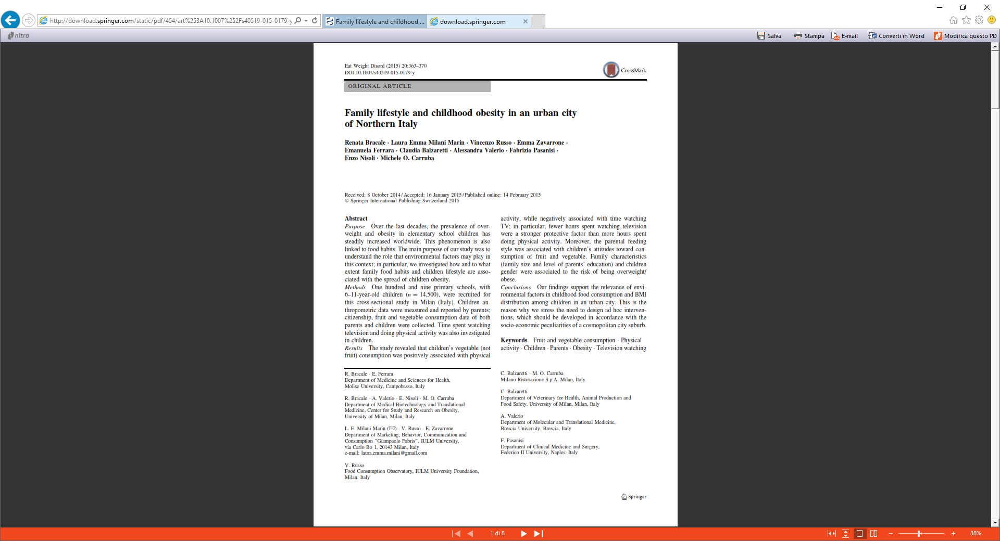 http://download.springer.com/static/pdf/454/art%253A10.1007%252Fs40519-015-0179-y
Family lifestyle and childhood ...
download.springer.com
nitro
Salva
Stampa
E-mail
Converti in Word
Modifica questo PD
Eat Weight Disord (2015) 20:363–370
DOI 10.1007/s40519-015-0179-y
CrossMark
ORIGINAL ARTICLE
Family lifestyle and childhood obesity in an urban city
of Northern Italy
Renata Bracale · Laura Emma Milani Marin · Vincenzo Russo · Emma Zavarrone ·
Emanuela Ferrara · Claudia Balzaretti · Alessandra Valerio · Fabrizio Pasanisi ·
Enzo Nisoli · Michele O. Carruba
Received: 8 October 2014 / Accepted: 16 January 2015 / Published online: 14 February 2015
© Springer International Publishing Switzerland 2015
Abstract
Purpose Over the last decades, the prevalence of over-
weight and obesity in elementary school children has
steadily increased worldwide. This phenomenon is also
linked to food habits. The main purpose of our study was to
understand the role that environmental factors may play in
this context; in particular, we investigated how and to what
extent family food habits and children lifestyle are asso-
ciated with the spread of children obesity.
Methods One hundred and nine primary schools, with
6–11-year-old children (n = 14,500), were recruited for
this cross-sectional study in Milan (Italy). Children an-
thropometric data were measured and reported by parents;
citizenship, fruit and vegetable consumption data of both
parents and children were collected. Time spent watching
television and doing physical activity was also investigated
in children.
Results The study revealed that children's vegetable (not
fruit) consumption was positively associated with physical
activity, while negatively associated with time watching
TV; in particular, fewer hours spent watching television
were a stronger protective factor than more hours spent
doing physical activity. Moreover, the parental feeding
style was associated with children's attitudes toward con-
sumption of fruit and vegetable. Family characteristics
(family size and level of parents' education) and children
gender were associated to the risk of being overweight/
obese.
Conclusions Our findings support the relevance of envi-
ronmental factors in childhood food consumption and BMI
distribution among children in an urban city. This is the
reason why we stress the need to design ad hoc interven-
tions, which should be developed in accordance with the
socio-economic peculiarities of a cosmopolitan city suburb.
Keywords Fruit and vegetable consumption · Physical
activity · Children · Parents · Obesity · Television watching
R. Bracale · E. Ferrara
Department of Medicine and Sciences for Health,
Molise University, Campobasso, Italy
R. Bracale · A. Valerio · E. Nisoli · M. O. Carruba
Department of Medical Biotechnology and Translational
Medicine, Center for Study and Research on Obesity,
University of Milan, Milan, Italy
L. E. Milani Marin (✉) · V. Russo · E. Zavarrone
Department of Marketing, Behavior, Communication and
Consumption "Giampaolo Fabris", IULM University,
via Carlo Bo 1, 20143 Milan, Italy
e-mail: laura.emma.milani@gmail.com
V. Russo
Food Consumption Observatory, IULM University Foundation,
Milan, Italy
C. Balzaretti · M. O. Carruba
Milano Ristorazione S.p.A, Milan, Italy
C. Balzaretti
Department of Veterinary for Health, Animal Production and
Food Safety, University of Milan, Milan, Italy
A. Valerio
Department of Molecular and Translational Medicine,
Brescia University, Brescia, Italy
F. Pasanisi
Department of Clinical Medicine and Surgery,
Federico II University, Naples, Italy
Springer
1 di 8
88%